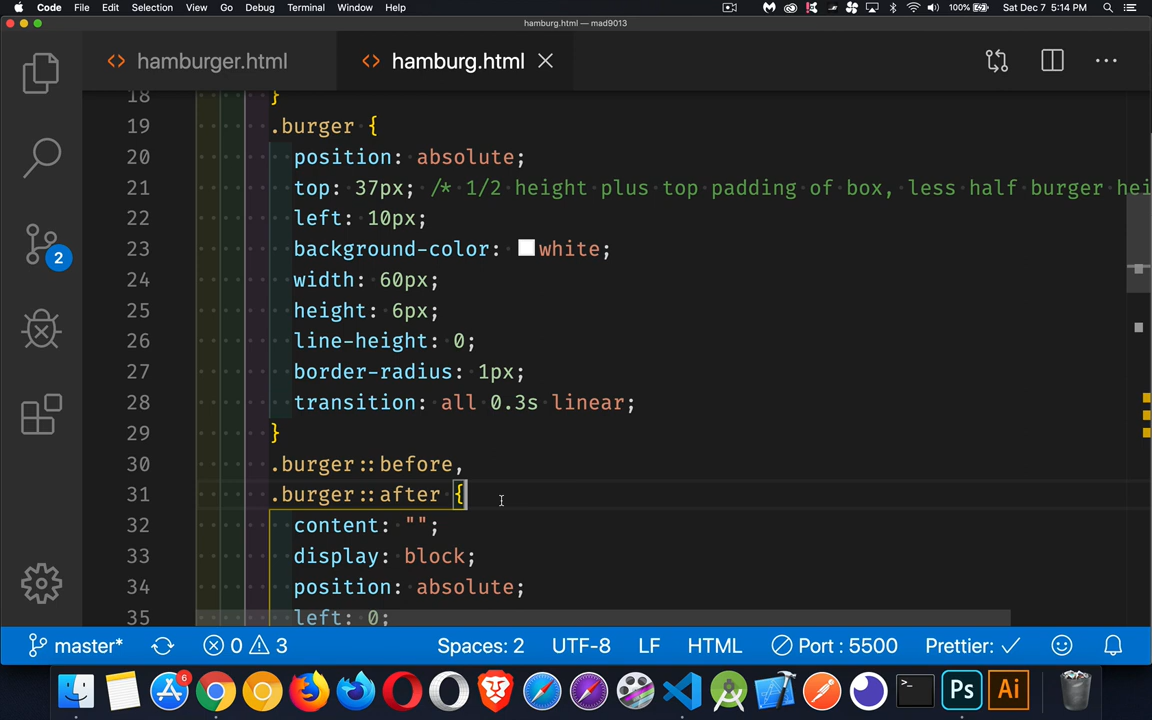 Code File Edit Selection View Go Debug Terminal Window Help 100% Sat Dec 7 5:14 PM
hamburg.html — mad9013
<> hamburger.html <> hamburg.html
18 }
19 .burger {
20 position: absolute;
21 top: 37px; /* 1/2 height plus top padding of box, less half burger hei
22 left: 10px;
23 background-color: white;
24 width: 60px;
25 height: 6px;
26 line-height: 0;
27 border-radius: 1px;
28 transition: all 0.3s linear;
29 }
30 .burger::before,
31 .burger::after {
32 content: "";
33 display: block;
34 position: absolute;
35 left: 0;
2
master* 0 3 Spaces: 2 UTF-8 LF HTML Port : 5500 Prettier: ✓
6
>_
Ps
Ai